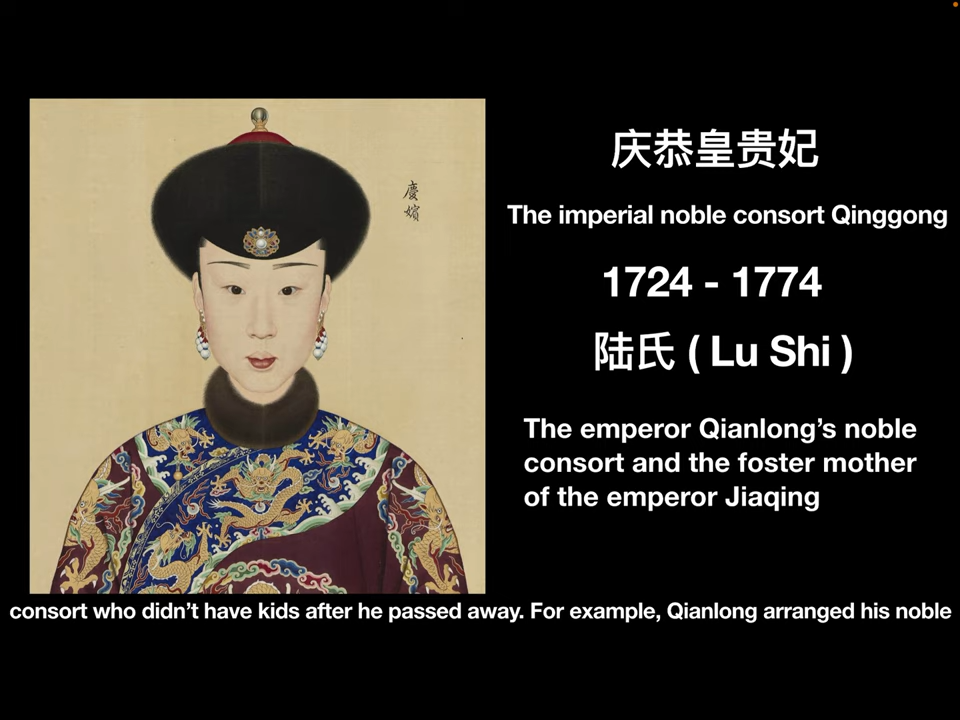 慶
嬪
庆恭皇贵妃
The imperial noble consort Qinggong
1724 - 1774
陆氏 ( Lu Shi )
The emperor Qianlong’s noble
consort and the foster mother
of the emperor Jiaqing
consort who didn’t have kids after he passed away. For example, Qianlong arranged his noble